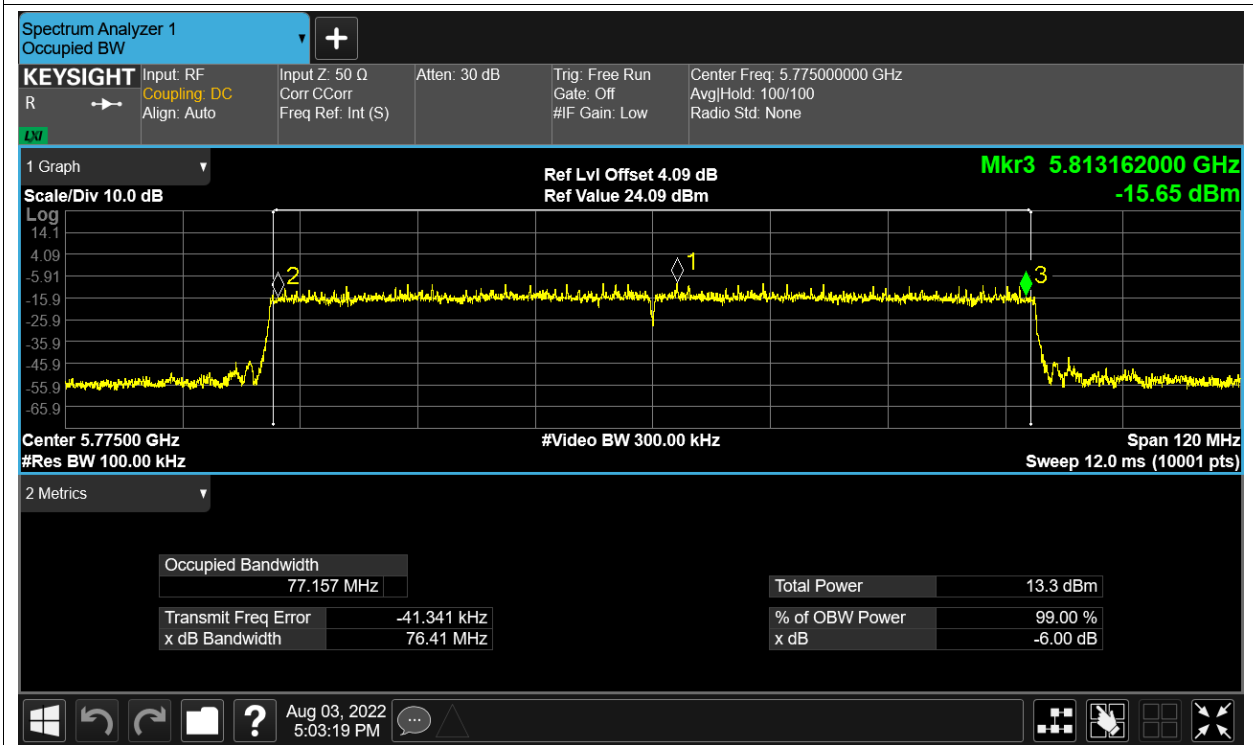 Spectrum Analyzer 1
Occupied BW
+
KEYSIGHT
R
LXI
Input: RF
Coupling: DC
Align: Auto
Input Z: 50 Ω
Corr CCorr
Freq Ref: Int (S)
Atten: 30 dB
Trig: Free Run
Gate: Off
#IF Gain: Low
Center Freq: 5.775000000 GHz
Avg|Hold: 100/100
Radio Std: None
1 Graph
Scale/Div 10.0 dB
Ref Lvl Offset 4.09 dB
Ref Value 24.09 dBm
Mkr3 5.813162000 GHz
-15.65 dBm
Log
14.1
4.09
-5.91
-15.9
-25.9
-35.9
-45.9
-55.9
-65.9
2
1
3
Center 5.77500 GHz
#Res BW 100.00 kHz
#Video BW 300.00 kHz
Span 120 MHz
Sweep 12.0 ms (10001 pts)
2 Metrics
Occupied Bandwidth
77.157 MHz
Transmit Freq Error -41.341 kHz
x dB Bandwidth 76.41 MHz
Total Power 13.3 dBm
% of OBW Power 99.00 %
x dB -6.00 dB
?
Aug 03, 2022
5:03:19 PM